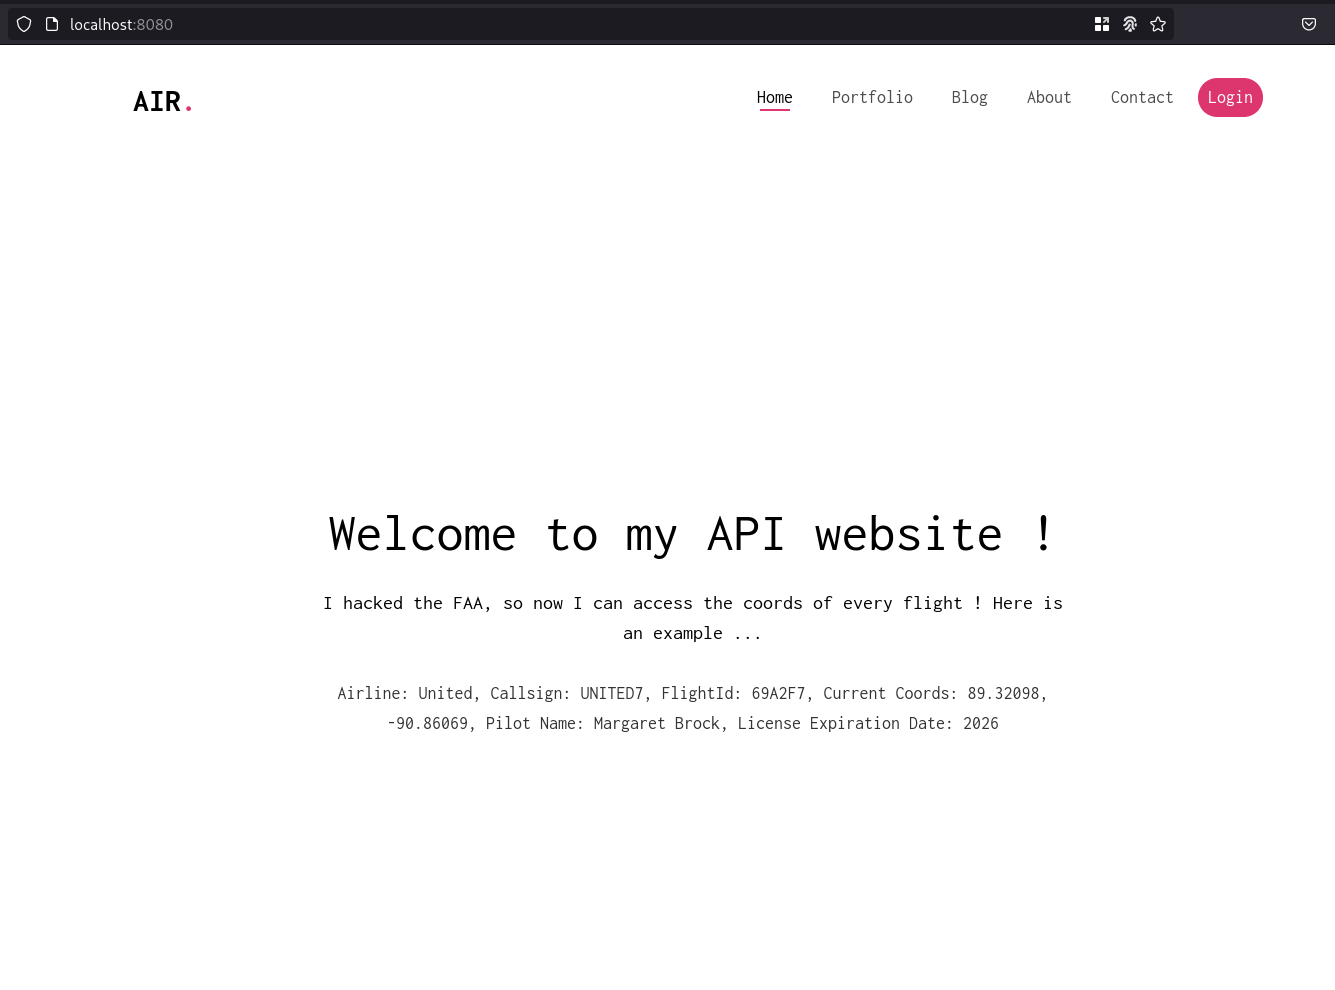 localhost:8080
AIR.
Home Portfolio Blog About Contact Login
Welcome to my API website !
I hacked the FAA, so now I can access the coords of every flight ! Here is
an example ...
Airline: United, Callsign: UNITED7, FlightId: 69A2F7, Current Coords: 89.32098,
-90.86069, Pilot Name: Margaret Brock, License Expiration Date: 2026